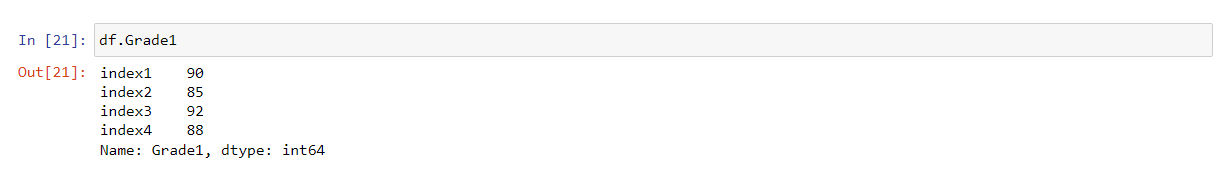 In [21]: df.Grade1
Out[21]: index1    90
index2    85
index3    92
index4    88
Name: Grade1, dtype: int64